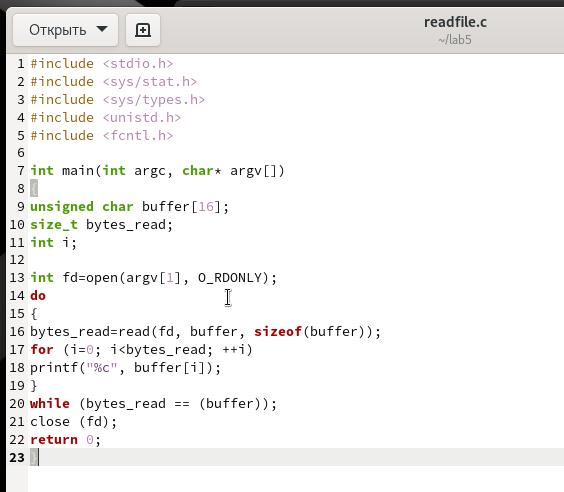 Открыть
readfile.c
~/lab5
1 #include <stdio.h>
2 #include <sys/stat.h>
3 #include <sys/types.h>
4 #include <unistd.h>
5 #include <fcntl.h>
6
7 int main(int argc, char* argv[])
8 {
9 unsigned char buffer[16];
10 size_t bytes_read;
11 int i;
12
13 int fd=open(argv[1], O_RDONLY);
14 do
15 {
16 bytes_read=read(fd, buffer, sizeof(buffer));
17 for (i=0; i<bytes_read; ++i)
18 printf("%c", buffer[i]);
19 }
20 while (bytes_read == (buffer));
21 close (fd);
22 return 0;
23 }